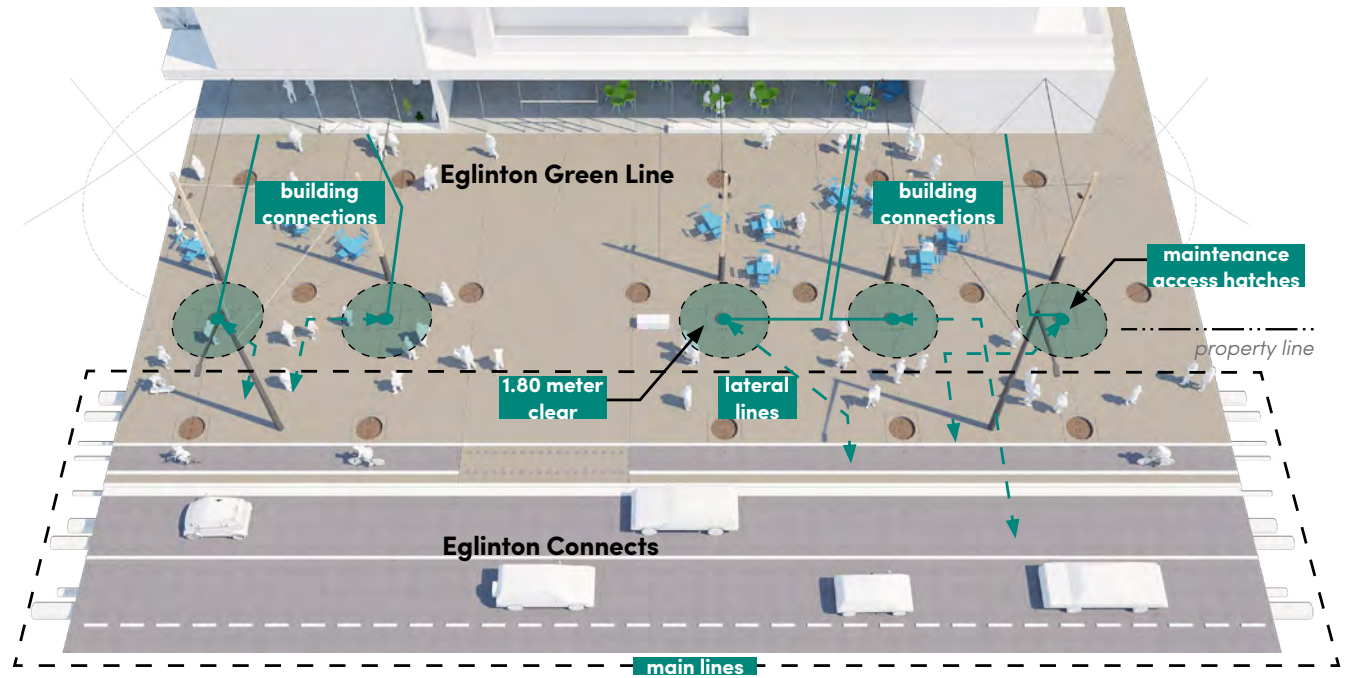 Eglinton Green Line
building
connections
building
connections
maintenance
access hatches
property line
1.80 meter
clear
lateral
lines
Eglinton Connects
main lines